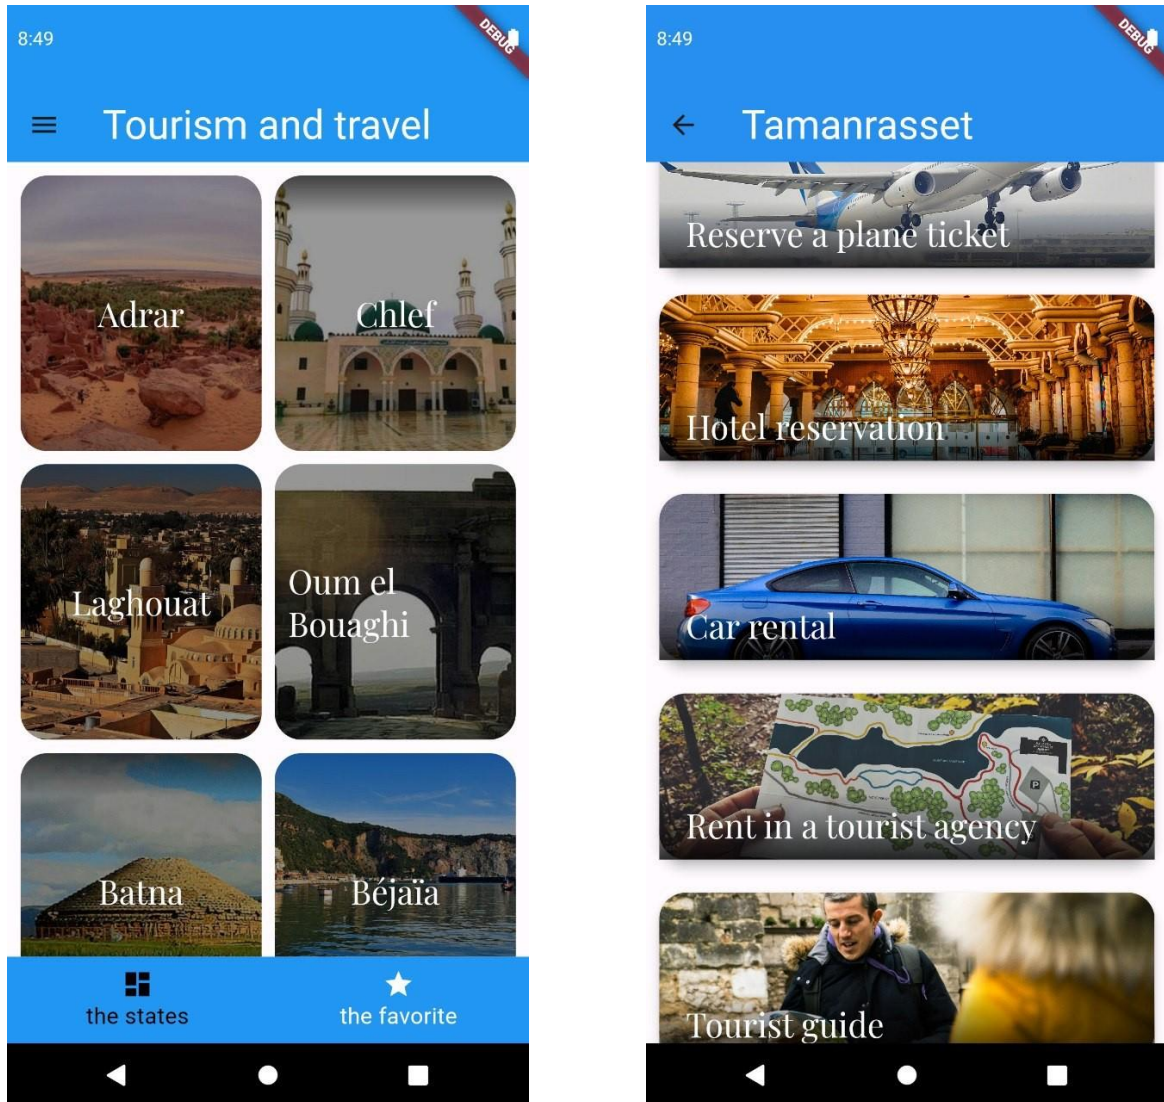 8:49
DEBUG
Tourism and travel
Adrar
Chlef
Laghouat
Oum el
Bouaghi
Batna
Béjaïa
the states
the favorite
8:49
DEBUG
Tamanrasset
Reserve a plane ticket
Hotel reservation
Car rental
Rent in a tourist agency
P
Tourist guide